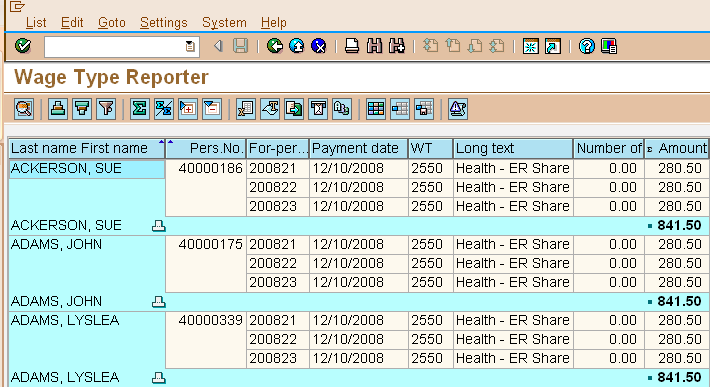 List Edit Goto Settings System Help
Wage Type Reporter
Last name First name Pers.No. For-per... Payment date WT Long text Number of Σ Amount
ACKERSON, SUE 40000186 200821 12/10/2008 2550 Health - ER Share 0.00 280.50
200822 12/10/2008 2550 Health - ER Share 0.00 280.50
200823 12/10/2008 2550 Health - ER Share 0.00 280.50
ACKERSON, SUE ▪ 841.50
ADAMS, JOHN 40000175 200821 12/10/2008 2550 Health - ER Share 0.00 280.50
200822 12/10/2008 2550 Health - ER Share 0.00 280.50
200823 12/10/2008 2550 Health - ER Share 0.00 280.50
ADAMS, JOHN ▪ 841.50
ADAMS, LYSLEA 40000339 200821 12/10/2008 2550 Health - ER Share 0.00 280.50
200822 12/10/2008 2550 Health - ER Share 0.00 280.50
200823 12/10/2008 2550 Health - ER Share 0.00 280.50
ADAMS, LYSLEA ▪ 841.50